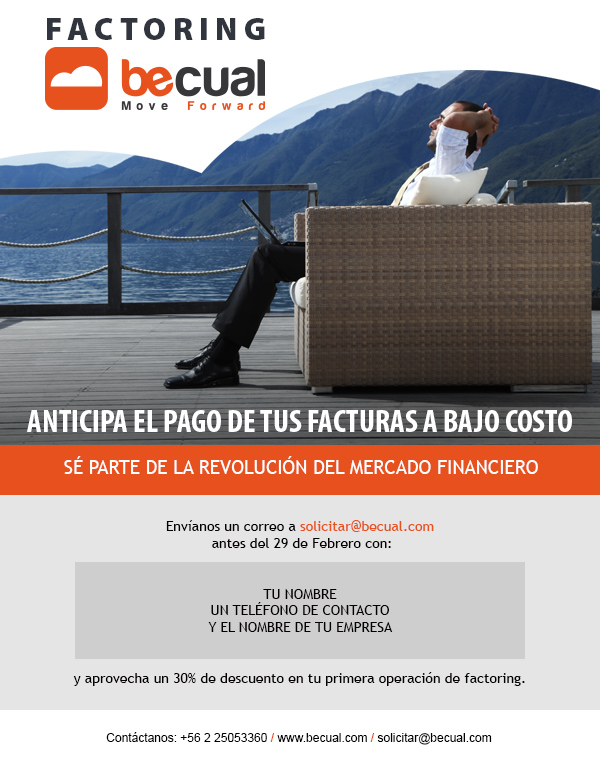 FACTORING
becual
Move Forward
ANTICIPA EL PAGO DE TUS FACTURAS A BAJO COSTO
SÉ PARTE DE LA REVOLUCIÓN DEL MERCADO FINANCIERO
Envíanos un correo a solicitar@becual.com
antes del 29 de Febrero con:
TU NOMBRE
UN TELÉFONO DE CONTACTO
Y EL NOMBRE DE TU EMPRESA
y aprovecha un 30% de descuento en tu primera operación de factoring.
Contáctanos: +56 2 25053360 / www.becual.com / solicitar@becual.com